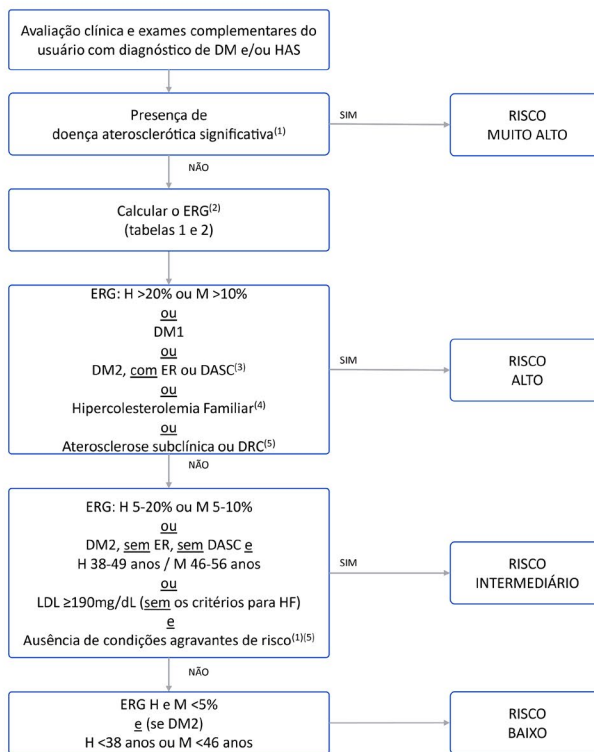 Avaliação clínica e exames complementares do
usuário com diagnóstico de DM e/ou HAS
Presença de
doença aterosclerótica significativa(1)
SIM
RISCO
MUITO ALTO
NÃO
Calcular o ERG(2)
(tabelas 1 e 2)
ERG: H >20% ou M >10%
ou
DM1
ou
DM2, com ER ou DASC(3)
ou
Hipercolesterolemia Familiar(4)
ou
Aterosclerose subclínica ou DRC(5)
SIM
RISCO
ALTO
NÃO
ERG: H 5-20% ou M 5-10%
ou
DM2, sem ER, sem DASC e
H 38-49 anos / M 46-56 anos
ou
LDL ≥190mg/dL (sem os critérios para HF)
e
Ausência de condições agravantes de risco(1)(5)
SIM
RISCO
INTERMEDIÁRIO
NÃO
ERG H e M <5%
e (se DM2)
H <38 anos ou M <46 anos
RISCO
BAIXO